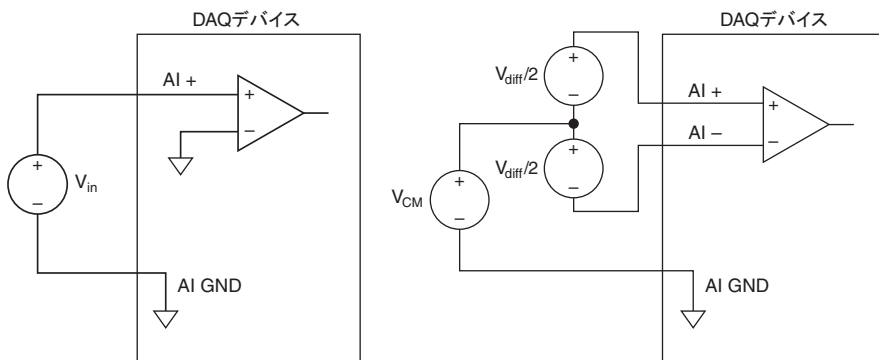 DAQデバイス
AI +
+
−
+
−
V_in
AI GND
DAQデバイス
+
−
V_diff/2
AI +
+
AI −
−
+
−
V_diff/2
+
−
V_CM
AI GND